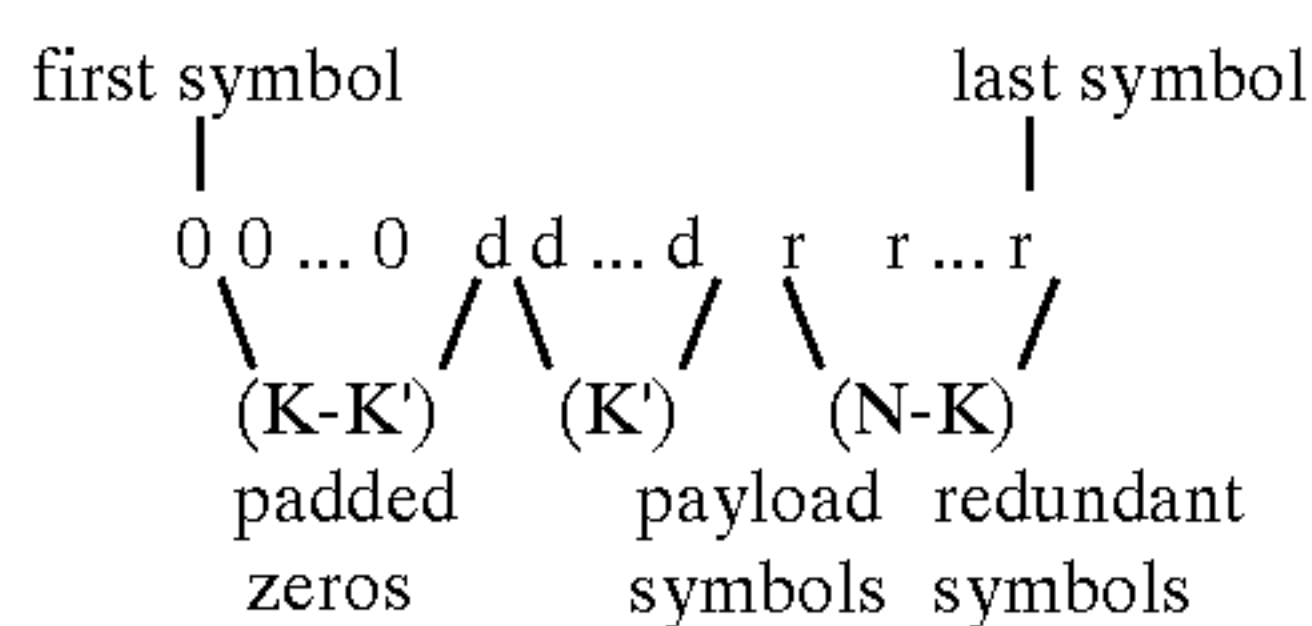 first symbol last symbol
0 0 ... 0 d d ... d r r ... r
(K-K') (K') (N-K)
padded payload redundant
zeros symbols symbols